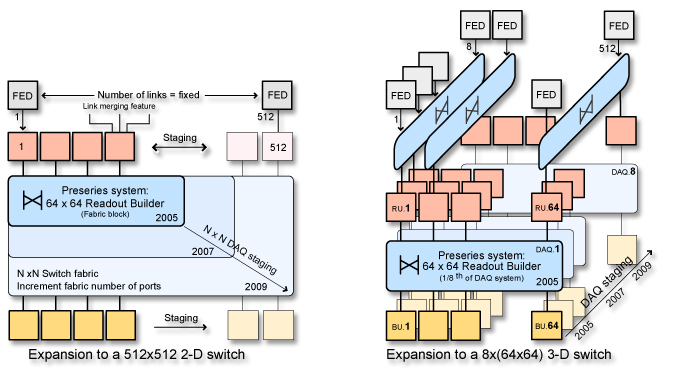 FED
Number of links = fixed
FED
Link merging feature
1
512
1
Staging
512
Preseries system:
64 x 64 Readout Builder
(Fabric block)
2005
2007
N x N DAQ staging
N xN Switch fabric
Increment fabric number of ports
2009
Staging
Expansion to a 512x512 2-D switch
FED
FED
FED
8
512
FED
FED
1
DAQ.8
RU.1
RU.64
DAQ.1
Preseries system:
64 x 64 Readout Builder
(1/8 th of DAQ system)
2005
BU.1
BU.64
DAQ staging
2005
2007
2009
Expansion to a 8x(64x64) 3-D switch